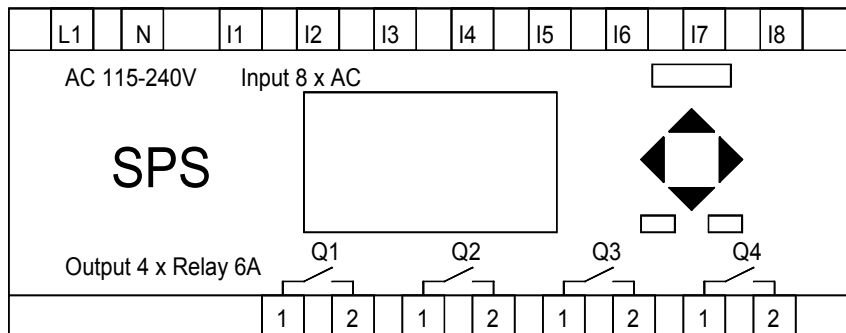 L1 N I1 I2 I3 I4 I5 I6 I7 I8
AC 115-240V Input 8 x AC
SPS
Q1 Q2 Q3 Q4
Output 4 x Relay 6A
1 2 1 2 1 2 1 2